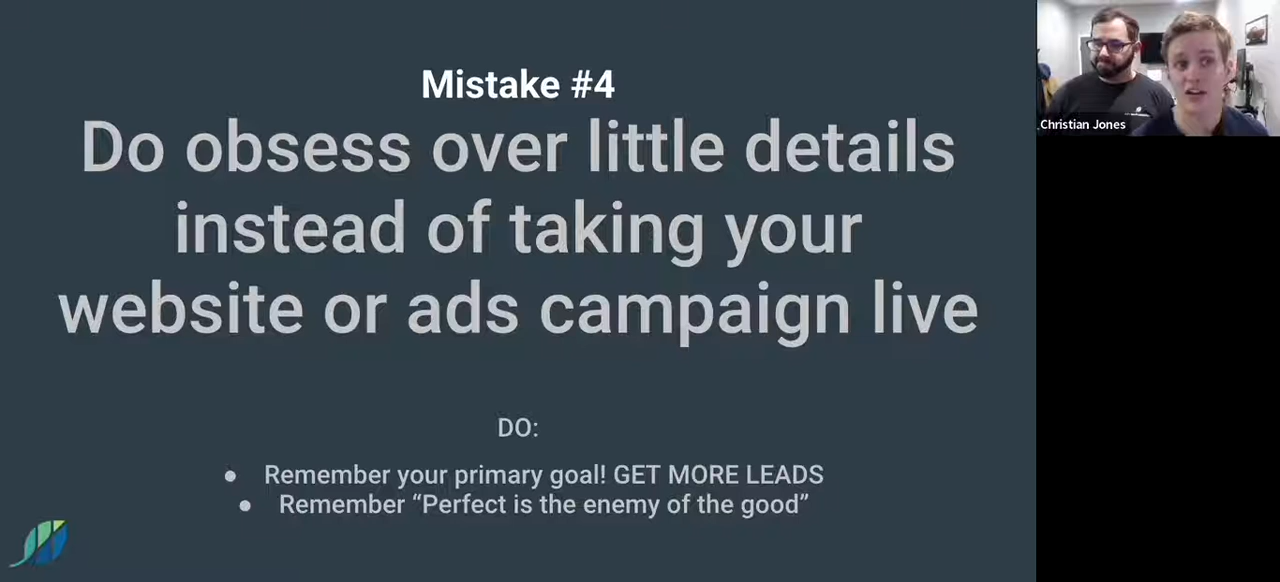 Mistake #4
Do obsess over little details
instead of taking your
website or ads campaign live
DO:
● Remember your primary goal! GET MORE LEADS
● Remember “Perfect is the enemy of the good”
Christian Jones